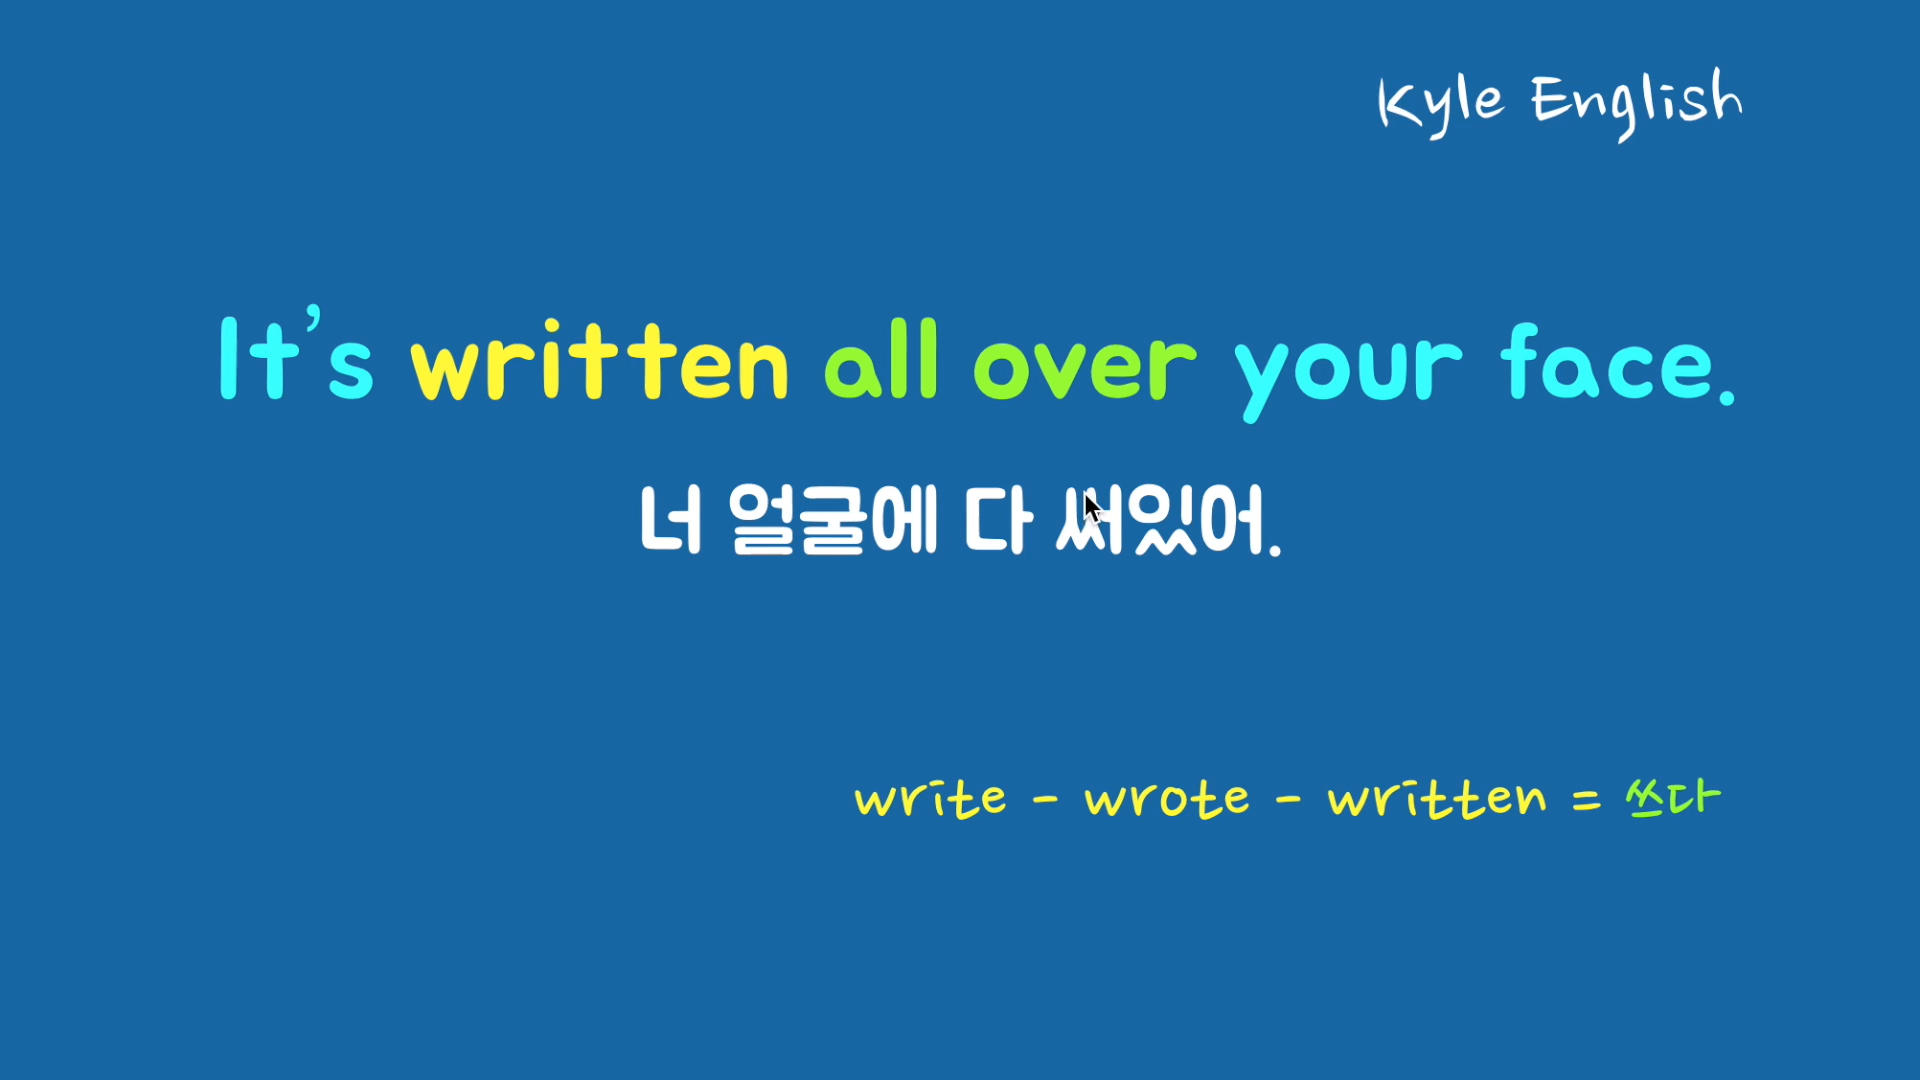 Kyle English
It's written all over your face.
너 얼굴에 다 써있어.
write - wrote - written = 쓰다